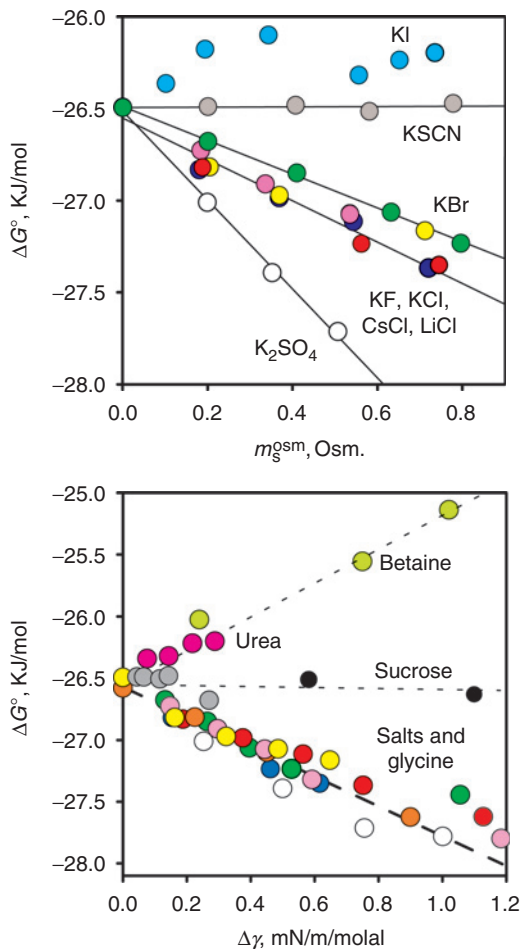 −26.0
−26.5
−27.0
−27.5
−28.0
ΔG°, KJ/mol
KI
KSCN
KBr
KF, KCl,
CsCl, LiCl
K₂SO₄
0.0 0.2 0.4 0.6 0.8
mₛᵒˢᵐ, Osm.
−25.0
−25.5
−26.0
−26.5
−27.0
−27.5
−28.0
ΔG°, KJ/mol
Betaine
Urea
Sucrose
Salts and
glycine
0.0 0.2 0.4 0.6 0.8 1.0 1.2
Δγ, mN/m/molal